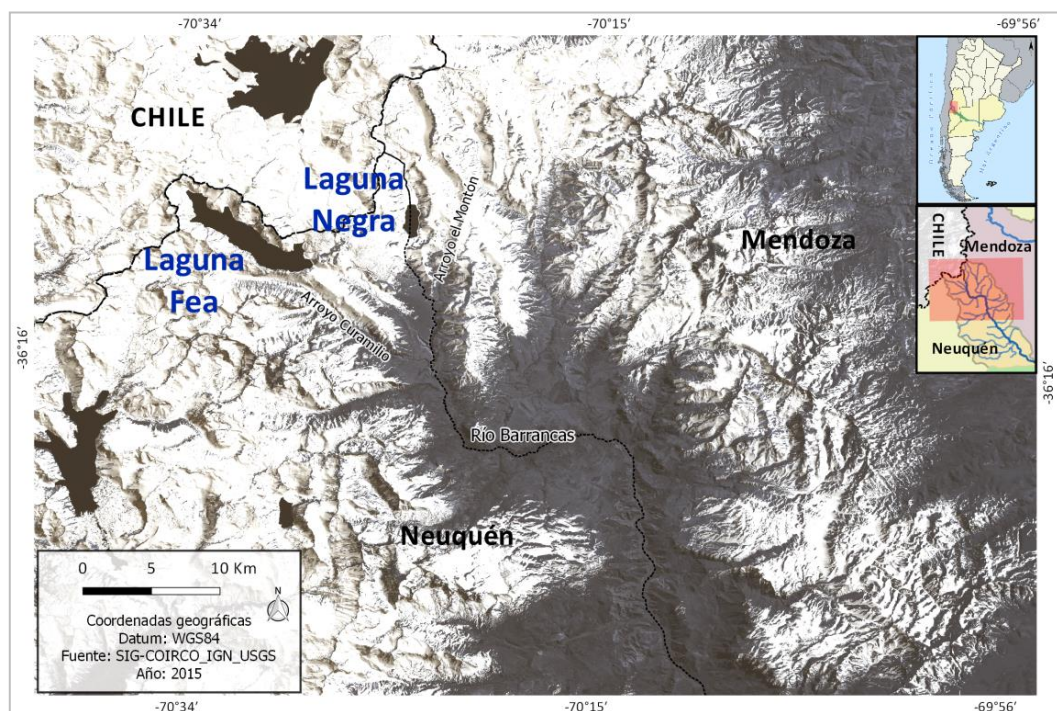 -70°34'
-70°15'
-69°56'
CHILE
Laguna
Negra
Arroyo el Montón
Mendoza
Laguna
Fea
Arroyo Curamillo
-36°16'
-36°16'
Río Barrancas
Neuquén
CHILE
Mendoza
Neuquén
0 5 10 Km
N
Coordenadas geográficas
Datum: WGS84
Fuente: SIG-COIRCO_IGN_USGS
Año: 2015
-70°34'
-70°15'
-69°56'